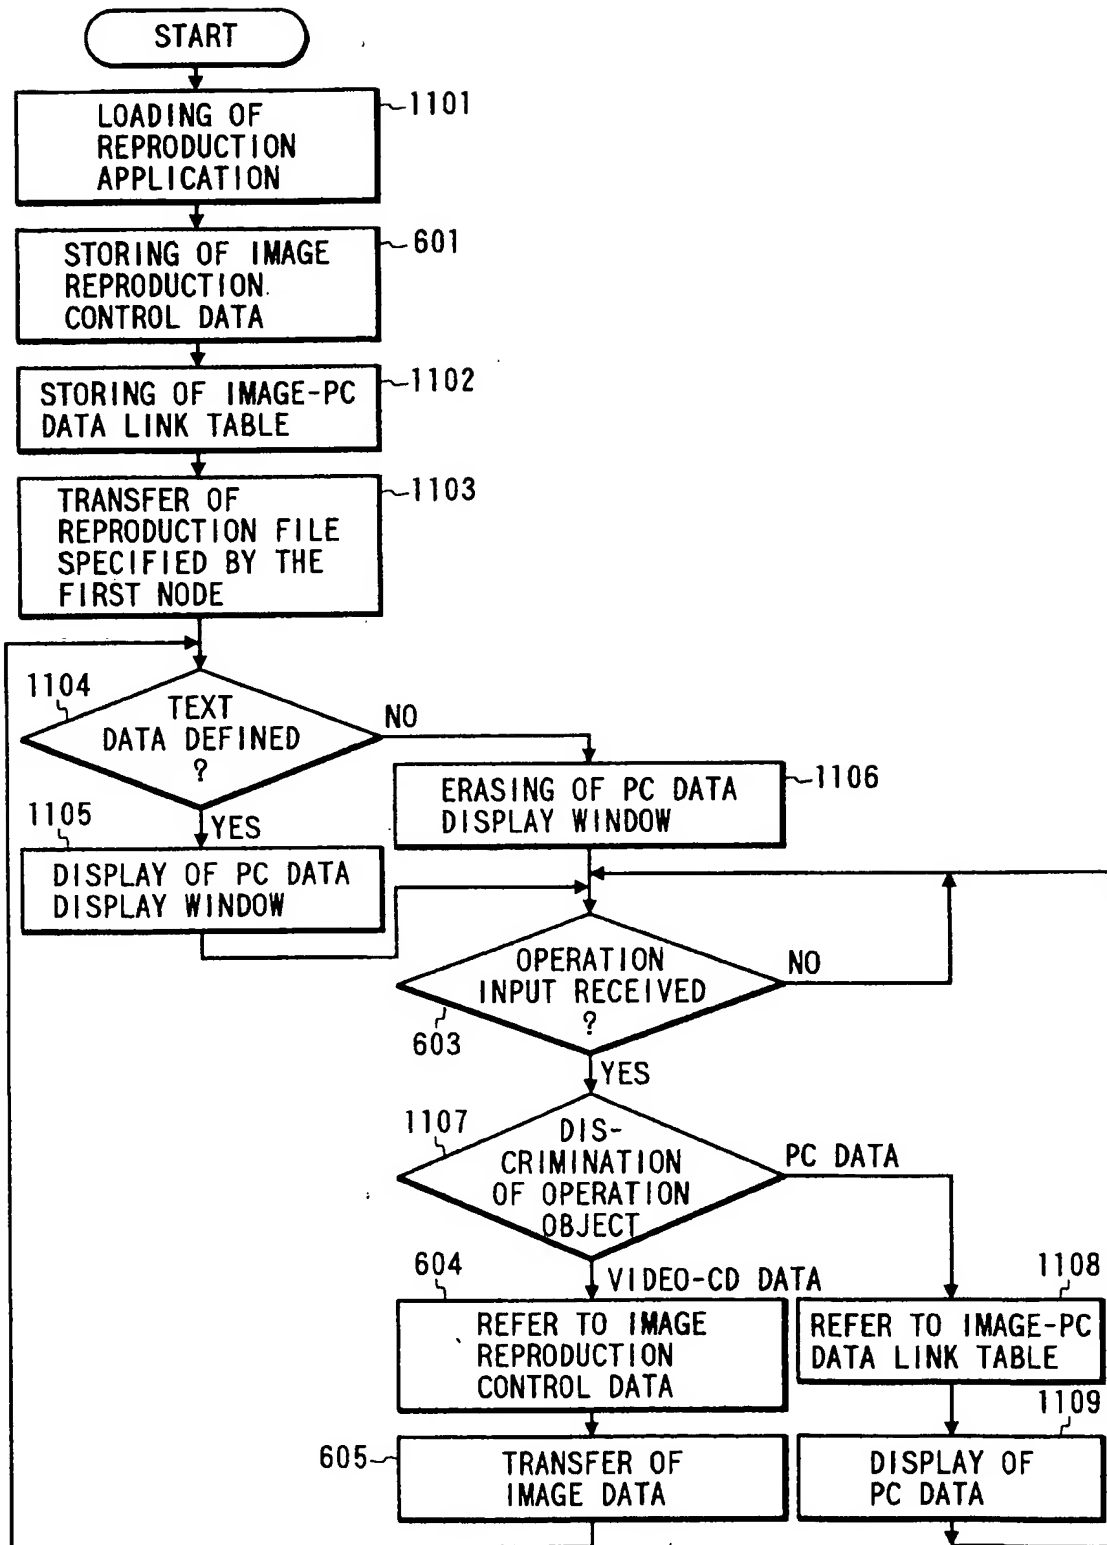 START
LOADING OF
REPRODUCTION
APPLICATION
1101
STORING OF IMAGE
REPRODUCTION
CONTROL DATA
601
STORING OF IMAGE-PC
DATA LINK TABLE
1102
TRANSFER OF
REPRODUCTION FILE
SPECIFIED BY THE
FIRST NODE
1103
1104
TEXT
DATA DEFINED
?
NO
YES
1105
DISPLAY OF PC DATA
DISPLAY WINDOW
ERASING OF PC DATA
DISPLAY WINDOW
1106
OPERATION
INPUT RECEIVED
?
NO
603
YES
1107
DIS-
CRIMINATION
OF OPERATION
OBJECT
PC DATA
VIDEO-CD DATA
604
REFER TO IMAGE
REPRODUCTION
CONTROL DATA
1108
REFER TO IMAGE-PC
DATA LINK TABLE
605
TRANSFER OF
IMAGE DATA
1109
DISPLAY OF
PC DATA